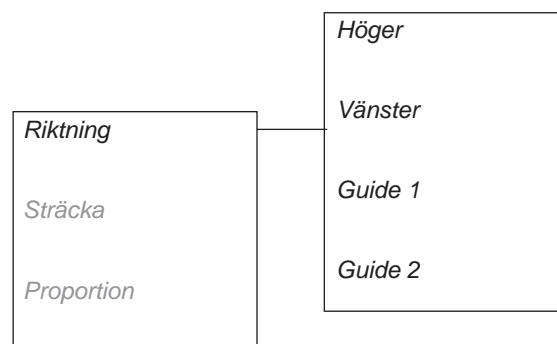 Riktning
Sträcka
Proportion
Höger
Vänster
Guide 1
Guide 2